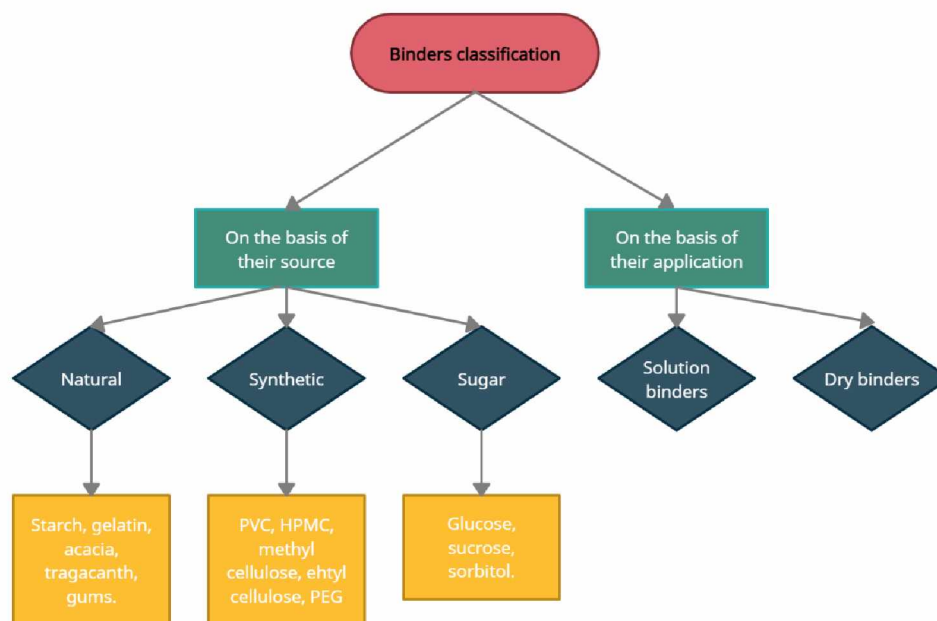 Binders classification
On the basis of
their source
On the basis of
their application
Natural
Synthetic
Sugar
Solution
binders
Dry binders
Starch, gelatin,
acacia,
tragacanth,
gums.
PVC, HPMC,
methyl
cellulose, ehtyl
cellulose, PEG
Glucose,
sucrose,
sorbitol.